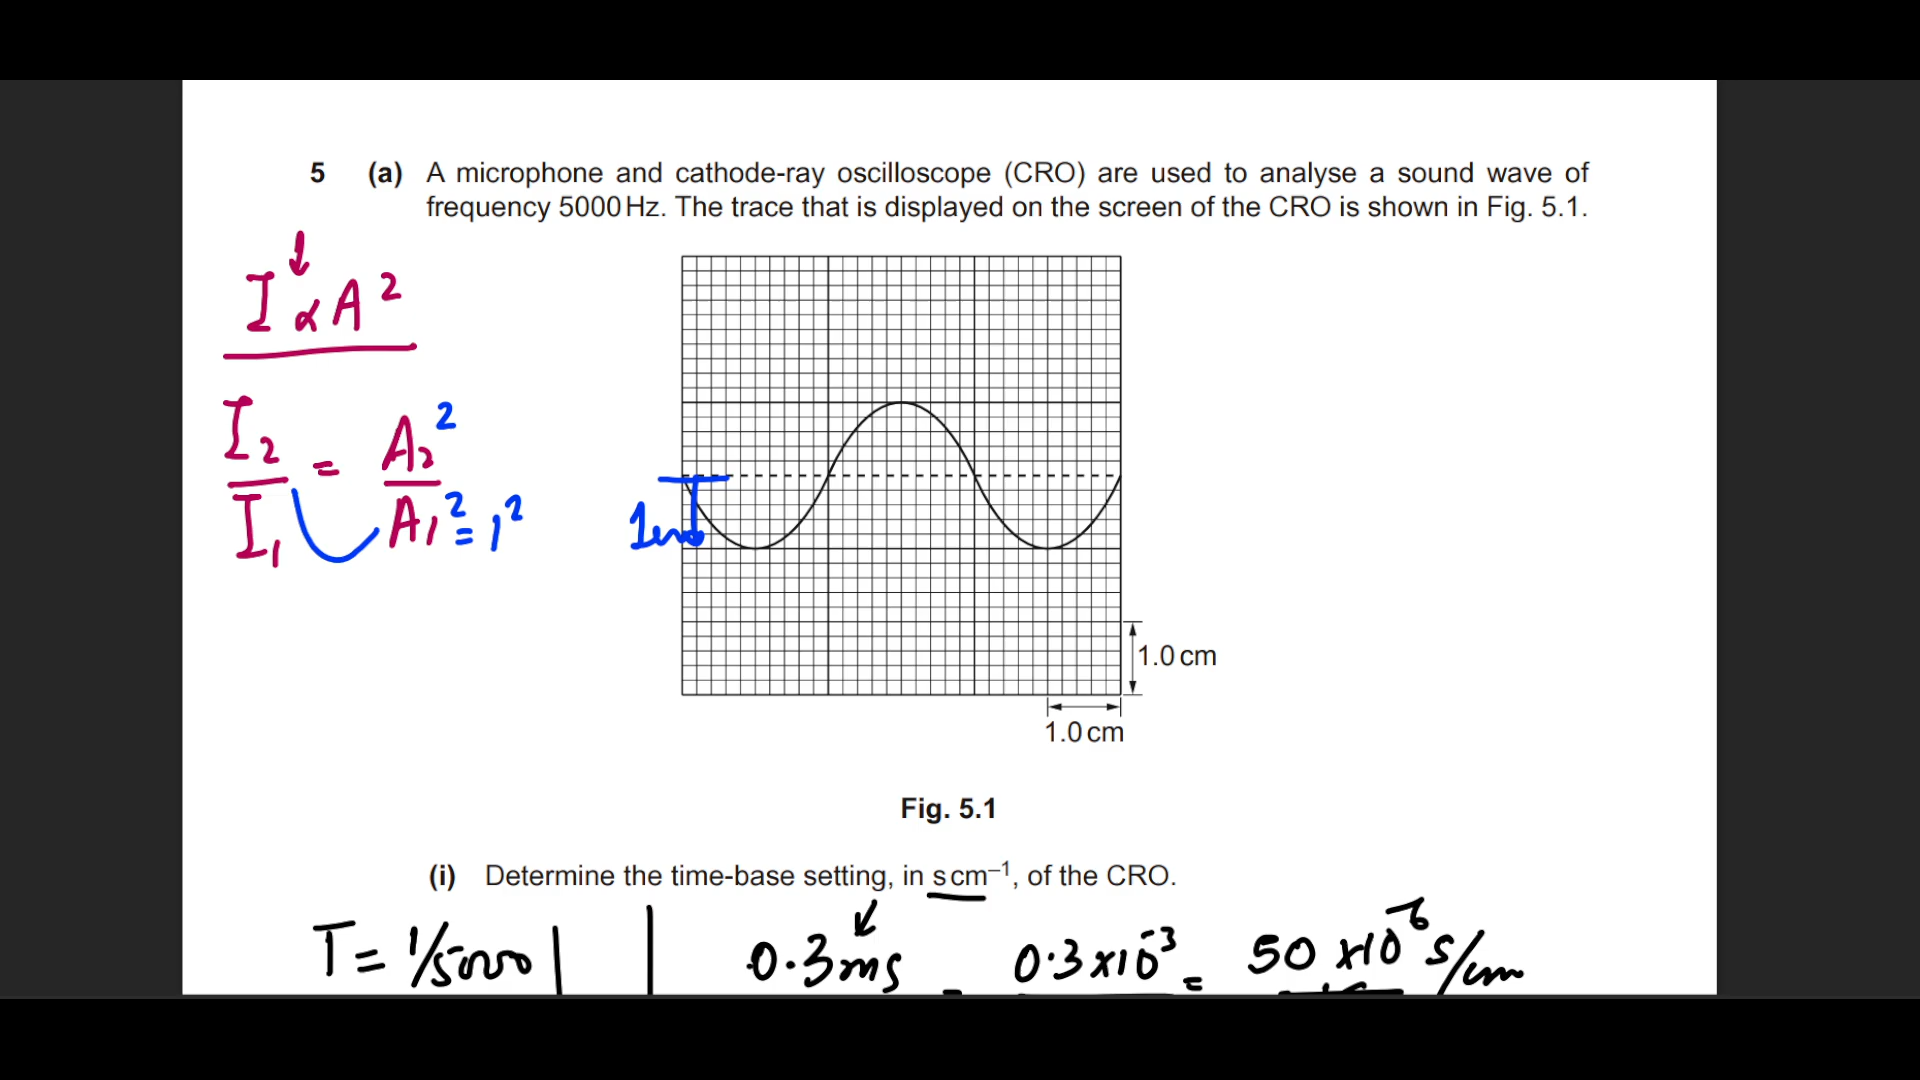 5 (a) A microphone and cathode-ray oscilloscope (CRO) are used to analyse a sound wave of
frequency 5000 Hz. The trace that is displayed on the screen of the CRO is shown in Fig. 5.1.
I ∝ A²
I₂/I₁ = A₂²/A₁² = 1²
1cm
1.0 cm
1.0 cm
Fig. 5.1
(i) Determine the time-base setting, in s cm⁻¹, of the CRO.
T = 1/5000 0.3ms = 0.3×10⁻³ = 50 ×10⁻⁶ s/cm